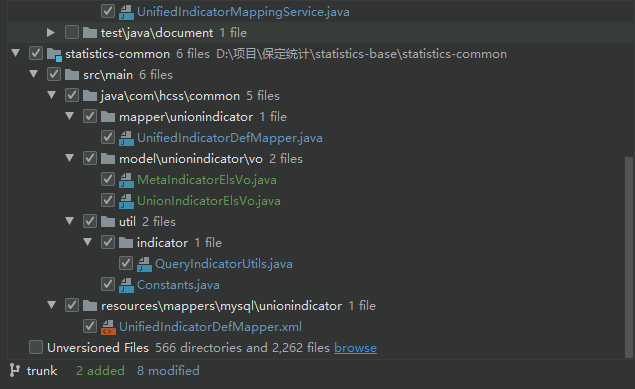 UnifiedIndicatorMappingService.java
test\java\document 1 file
statistics-common 6 files D:\项目\保定统计\statistics-base\statistics-common
src\main 6 files
java\com\hcss\common 5 files
mapper\unionindicator 1 file
UnifiedIndicatorDefMapper.java
model\unionindicator\vo 2 files
MetaIndicatorElsVo.java
UnionIndicatorElsVo.java
util 2 files
indicator 1 file
QueryIndicatorUtils.java
Constants.java
resources\mappers\mysql\unionindicator 1 file
UnifiedIndicatorDefMapper.xml
Unversioned Files 566 directories and 2,262 files browse
trunk 2 added 8 modified